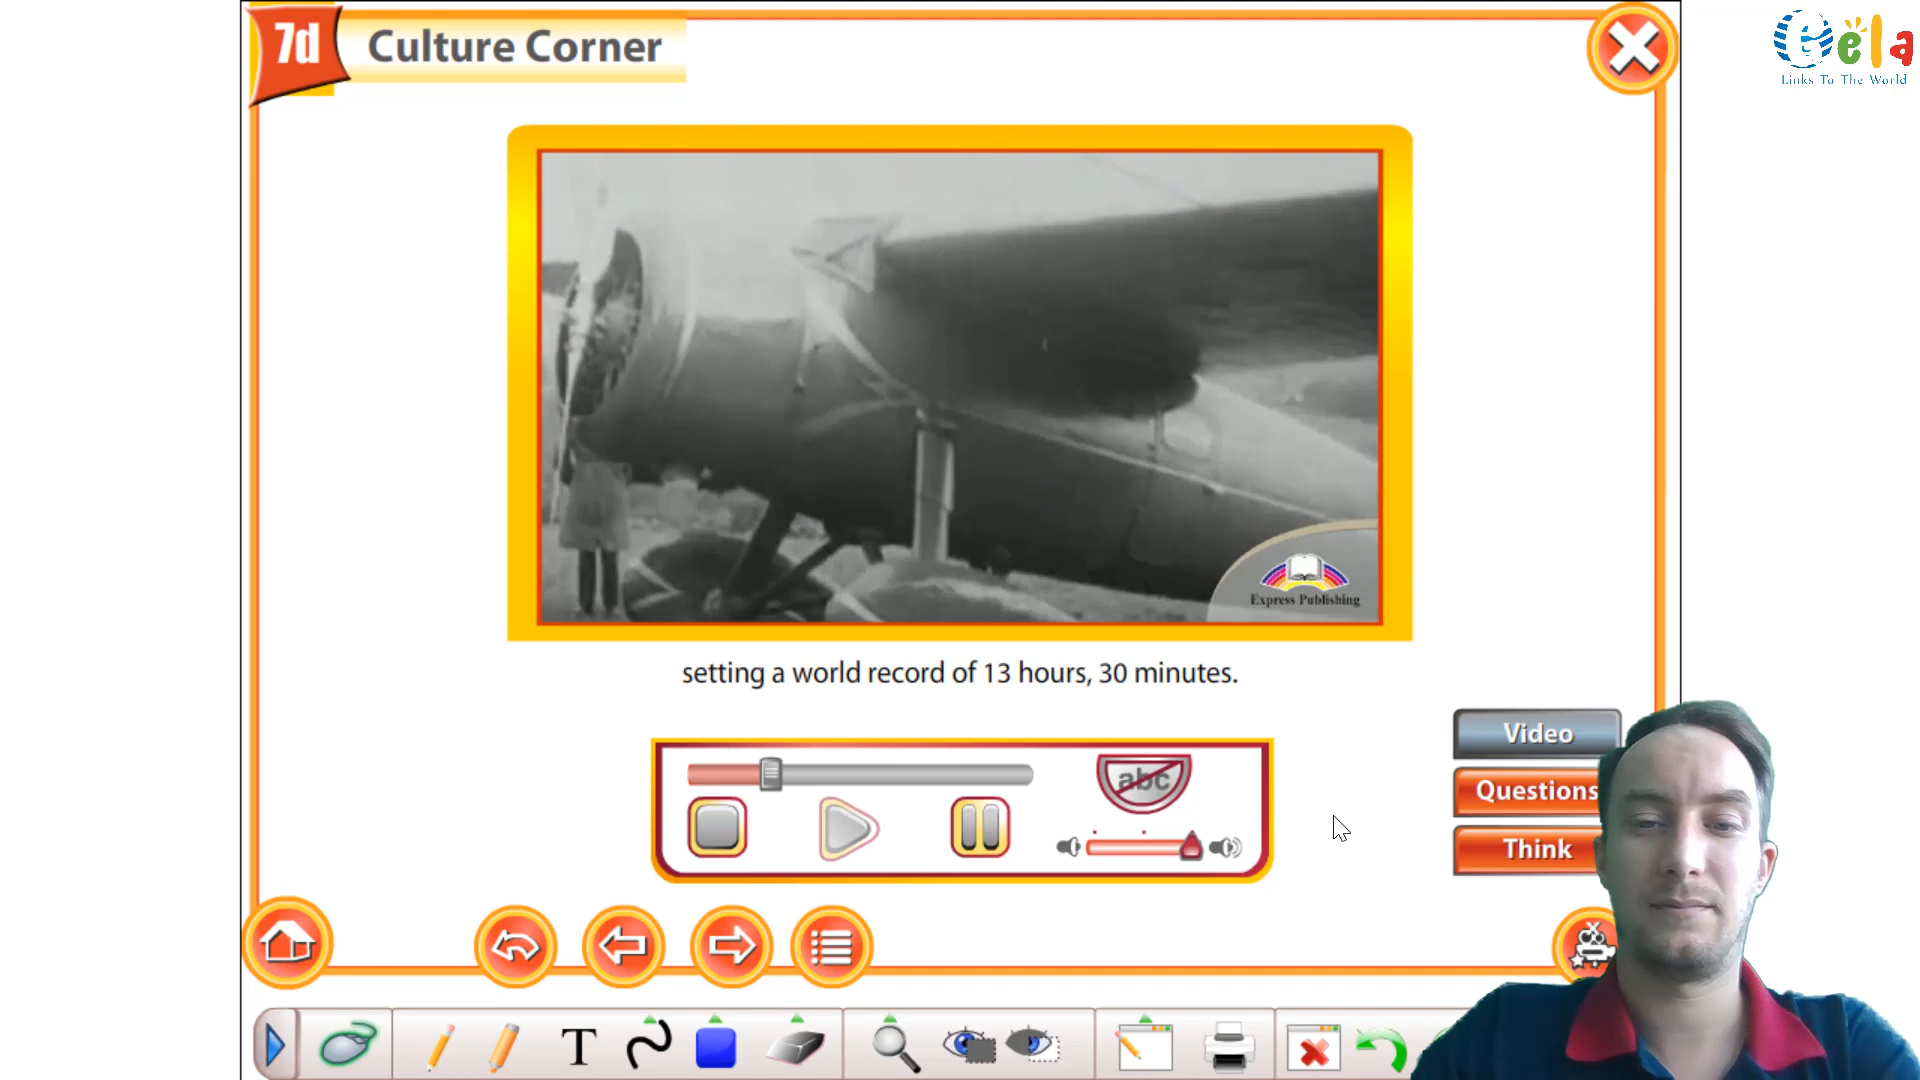 7d
Culture Corner
eela
Links To The World
Express Publishing
setting a world record of 13 hours, 30 minutes.
abc
Video
Questions
Think
T